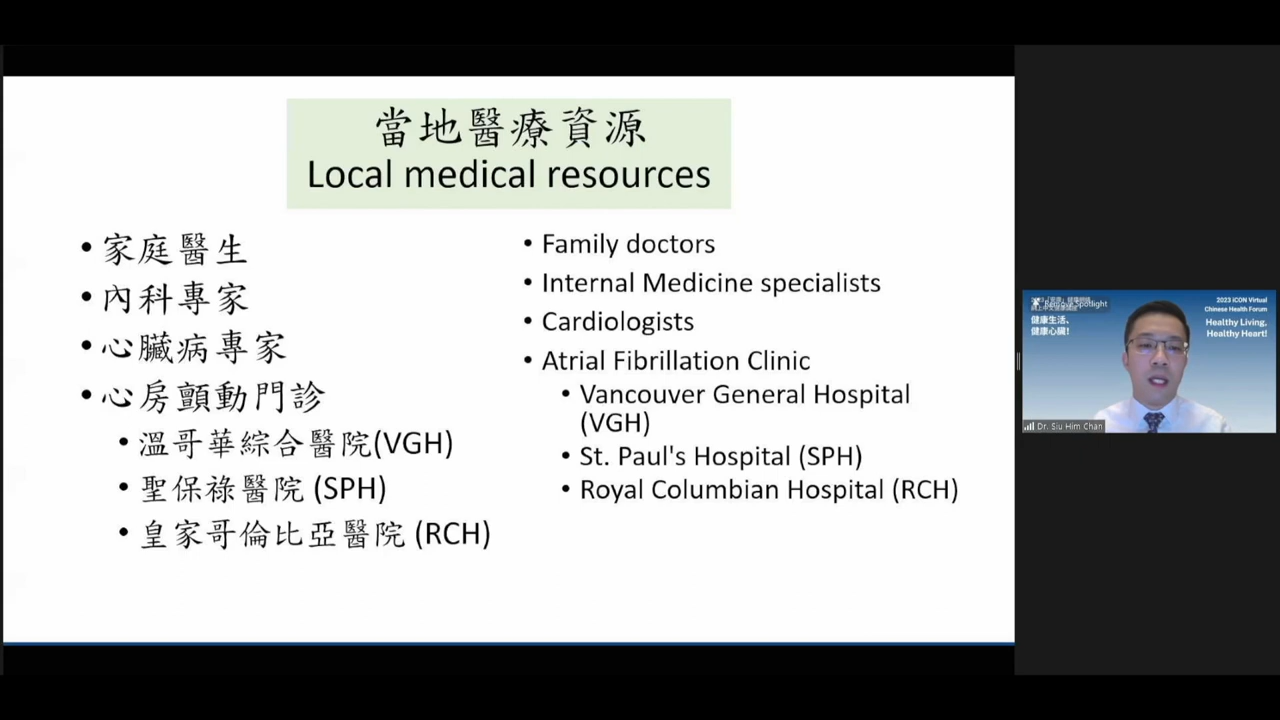 當地醫療資源
Local medical resources
• 家庭醫生
• 內科專家
• 心臟病專家
• 心房顫動門診
• 溫哥華綜合醫院(VGH)
• 聖保祿醫院 (SPH)
• 皇家哥倫比亞醫院 (RCH)
• Family doctors
• Internal Medicine specialists
• Cardiologists
• Atrial Fibrillation Clinic
• Vancouver General Hospital
(VGH)
• St. Paul's Hospital (SPH)
• Royal Columbian Hospital (RCH)
Remove Spotlight
健康生活、
健康心臟!
2023 iCON Virtual
Chinese Health Forum
Healthy Living,
Healthy Heart!
Dr. Siu Him Chan